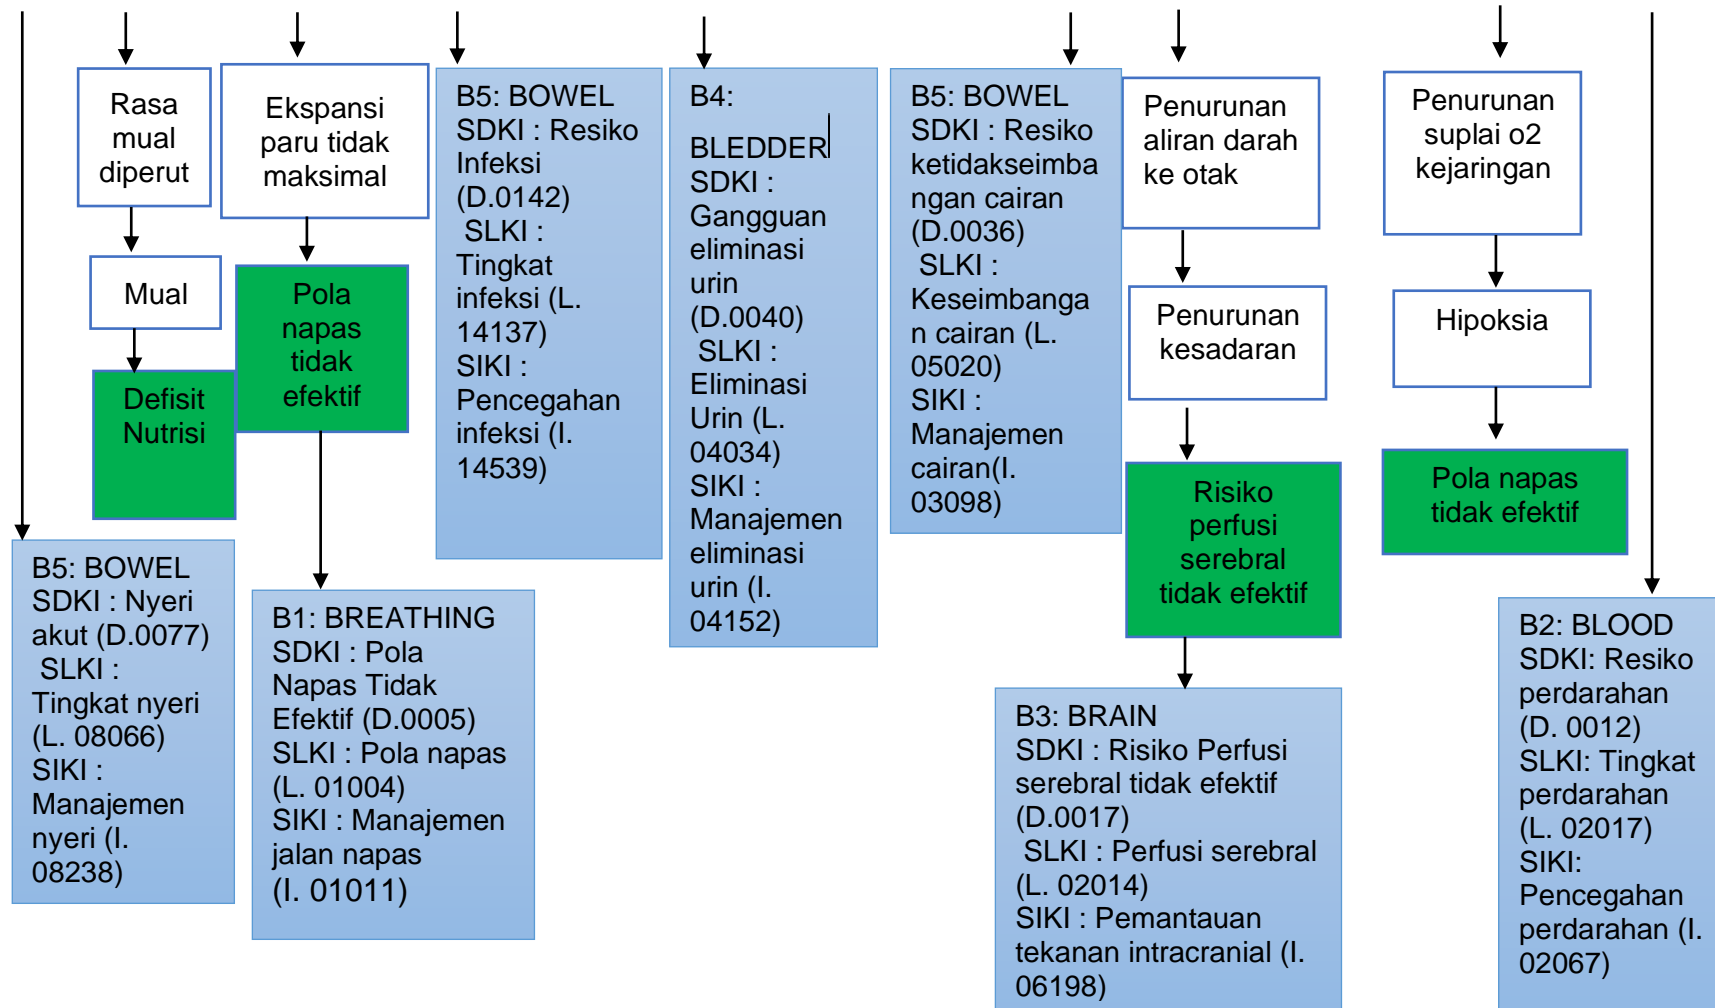 Rasa
mual
diperut
Mual
Defisit
Nutrisi
B5: BOWEL
SDKI : Nyeri
akut (D.0077)
SLKI :
Tingkat nyeri
(L. 08066)
SIKI :
Manajemen
nyeri (I.
08238)
Ekspansi
paru tidak
maksimal
Pola
napas
tidak
efektif
B1: BREATHING
SDKI : Pola
Napas Tidak
Efektif (D.0005)
SLKI : Pola napas
(L. 01004)
SIKI : Manajemen
jalan napas
(I. 01011)
B5: BOWEL
SDKI : Resiko
Infeksi
(D.0142)
SLKI :
Tingkat
infeksi (L.
14137)
SIKI :
Pencegahan
infeksi (I.
14539)
B4:
BLEDDER
SDKI :
Gangguan
eliminasi
urin
(D.0040)
SLKI :
Eliminasi
Urin (L.
04034)
SIKI :
Manajemen
eliminasi
urin (I.
04152)
B5: BOWEL
SDKI : Resiko
ketidakseimba
ngan cairan
(D.0036)
SLKI :
Keseimbanga
n cairan (L.
05020)
SIKI :
Manajemen
cairan(I.
03098)
Penurunan
aliran darah
ke otak
Penurunan
kesadaran
Risiko
perfusi
serebral
tidak efektif
B3: BRAIN
SDKI : Risiko Perfusi
serebral tidak efektif
(D.0017)
SLKI : Perfusi serebral
(L. 02014)
SIKI : Pemantauan
tekanan intracranial (I.
06198)
Penurunan
suplai o2
kejaringan
Hipoksia
Pola napas
tidak efektif
B2: BLOOD
SDKI: Resiko
perdarahan
(D. 0012)
SLKI: Tingkat
perdarahan
(L. 02017)
SIKI:
Pencegahan
perdarahan (I.
02067)